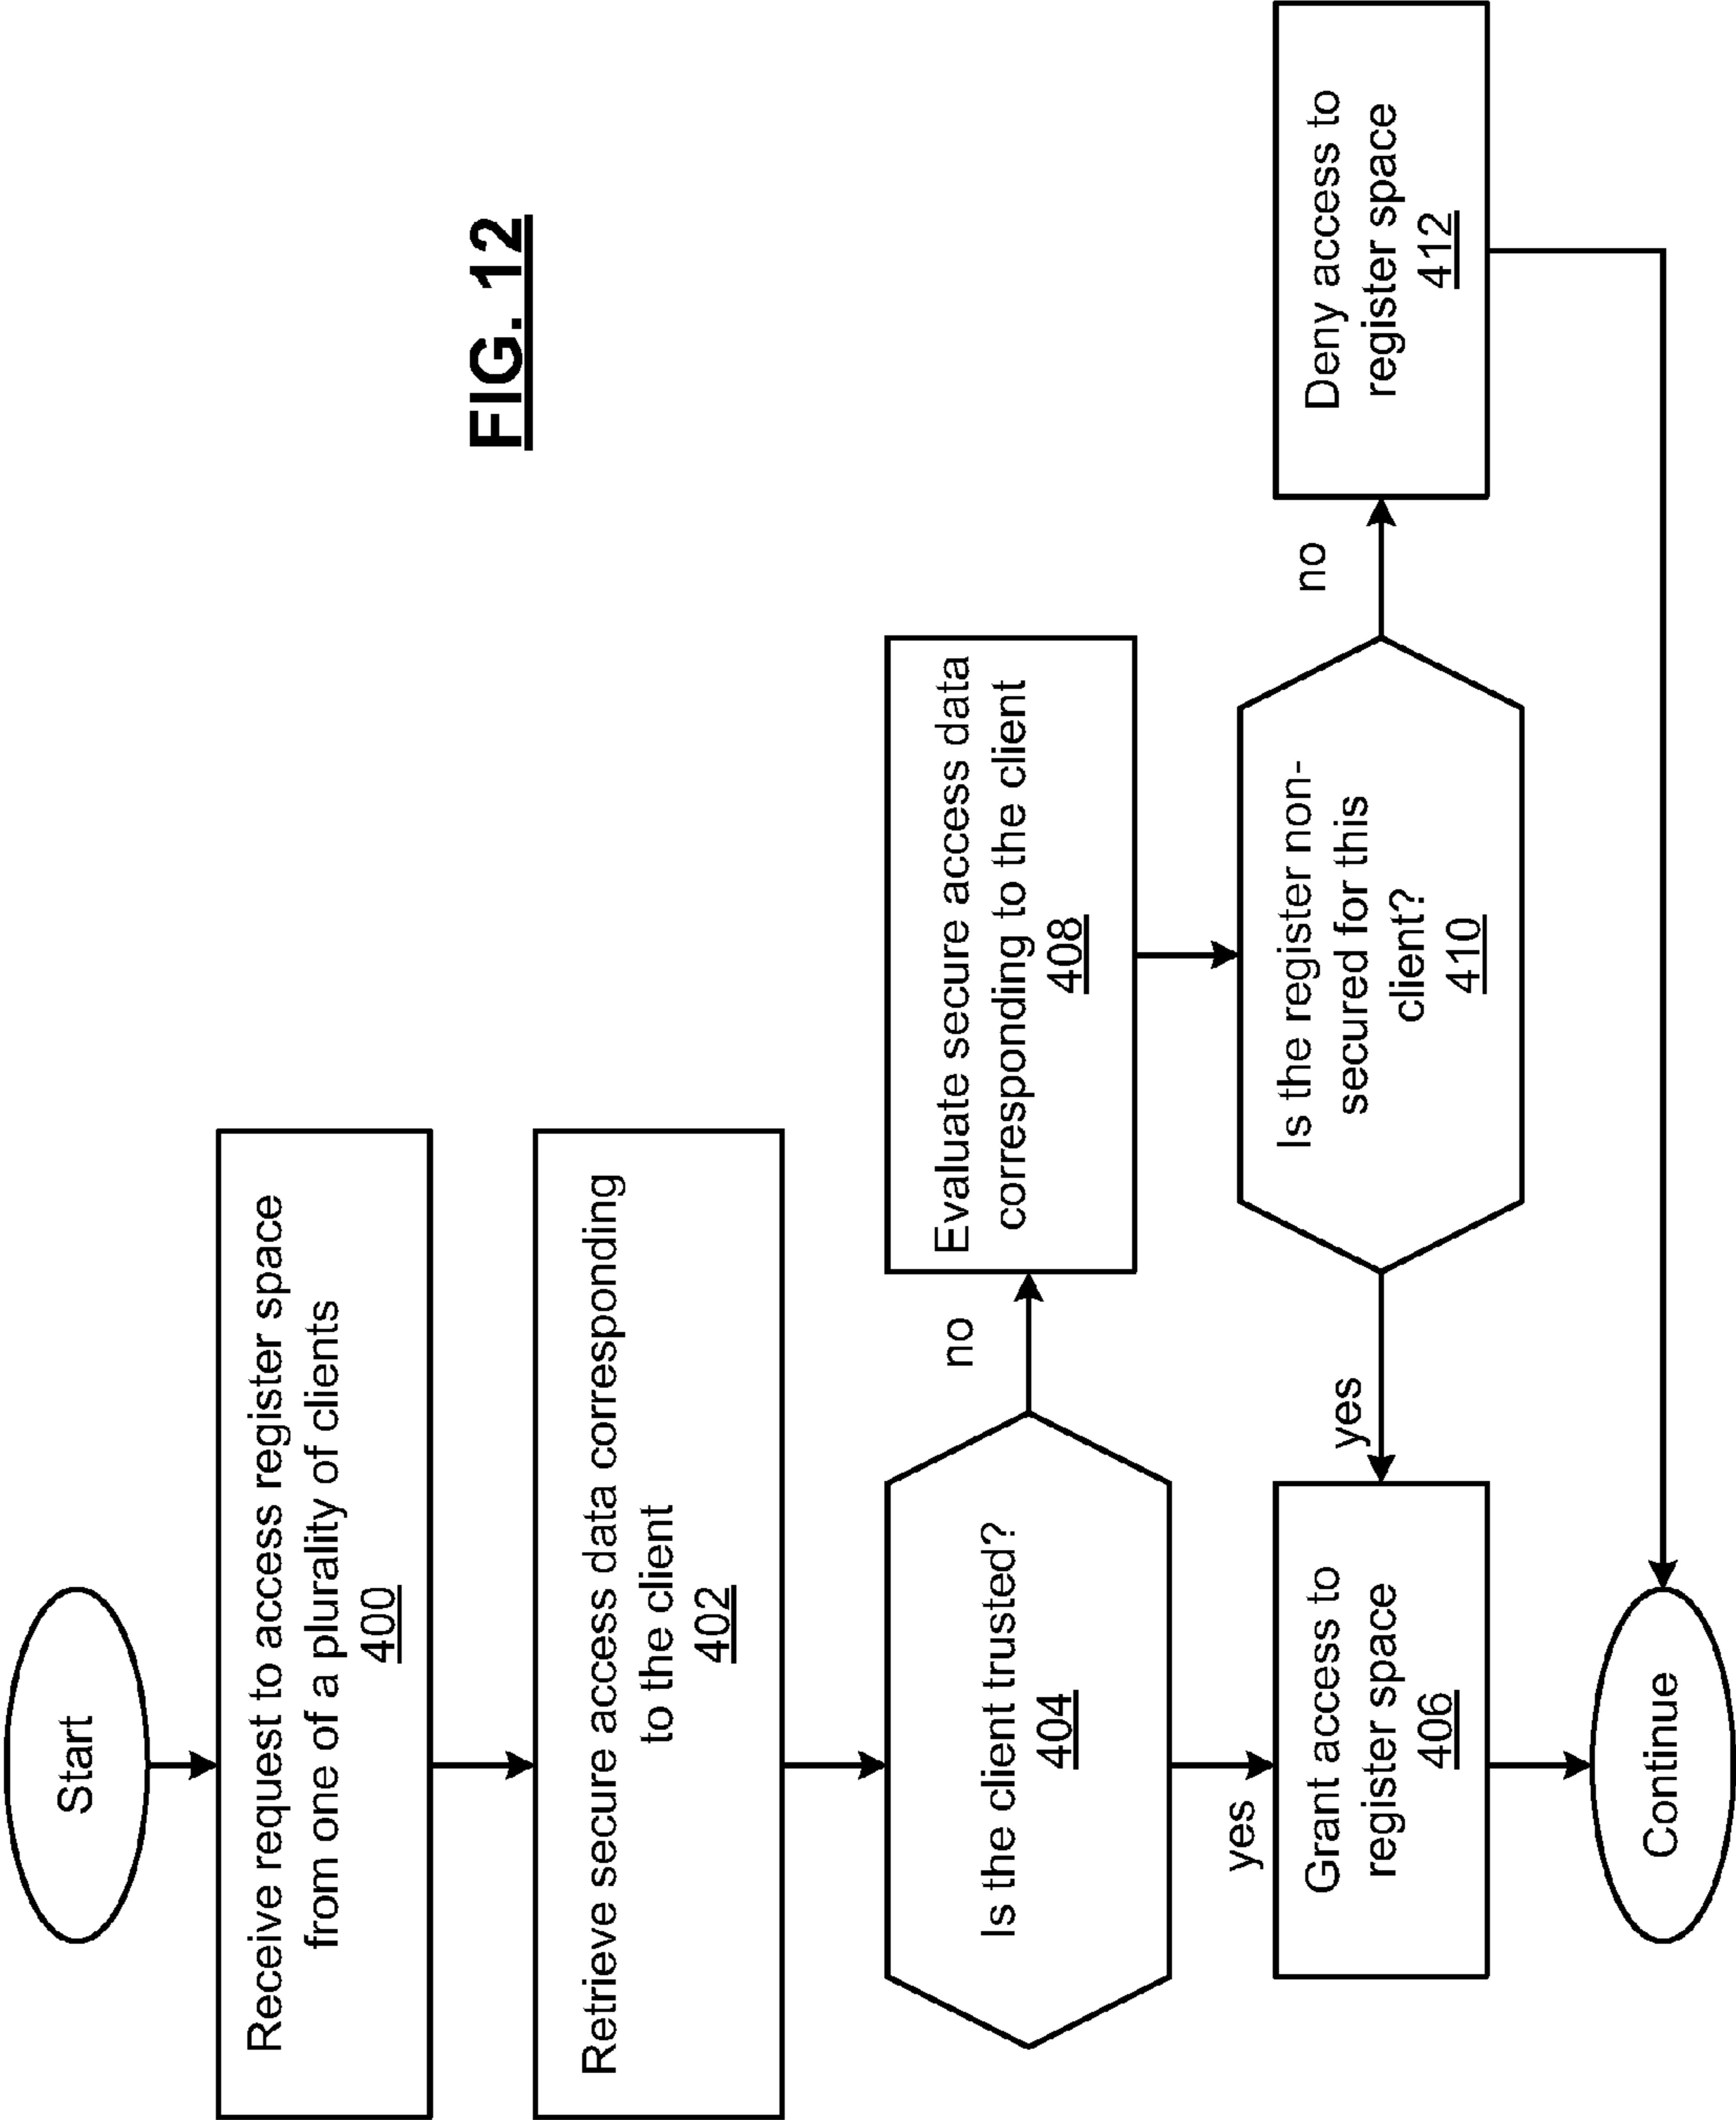 Start
Receive request to access register space
from one of a plurality of clients
400
Retrieve secure access data corresponding
to the client
402
Is the client trusted?
404
no
yes
Evaluate secure access data
corresponding to the client
408
Is the register non-
secured for this
client?
410
yes
no
Grant access to
register space
406
Deny access to
register space
412
Continue
FIG. 12